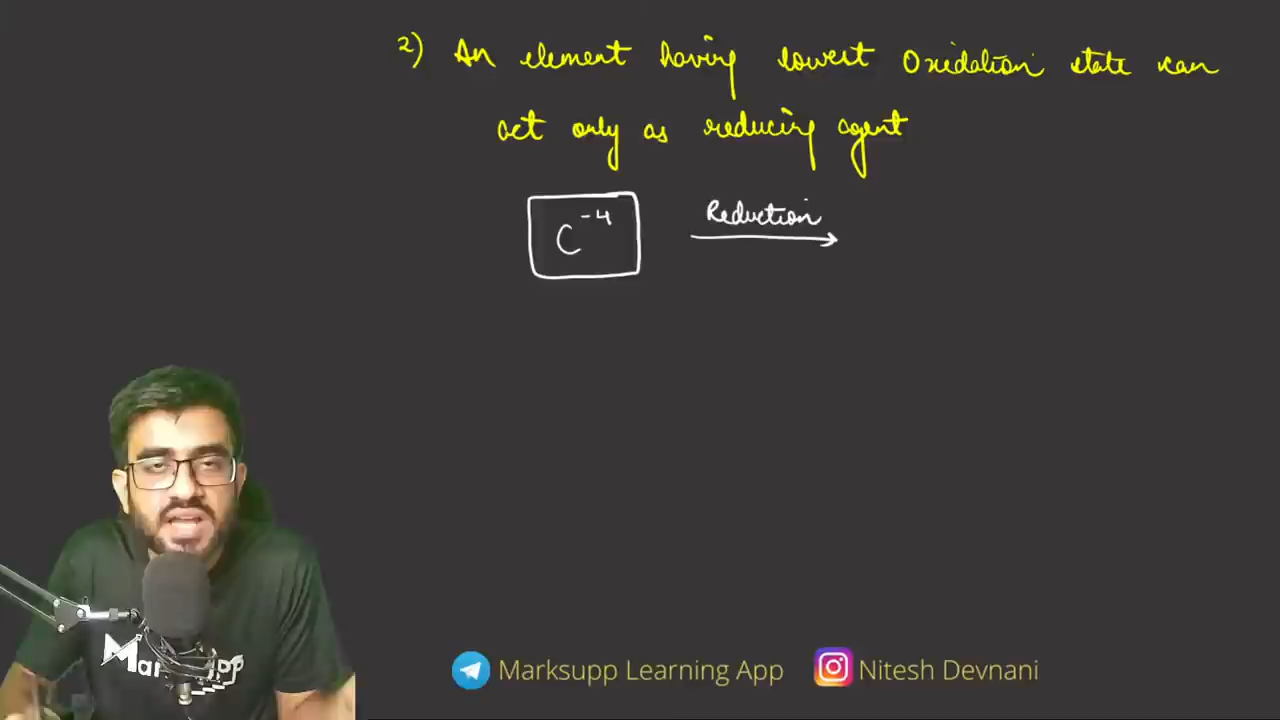 2) An element having lowest Oxidation state can
act only as reducing agent
C⁻⁴ Reduction
Marksupp
Marksupp Learning App Nitesh Devnani